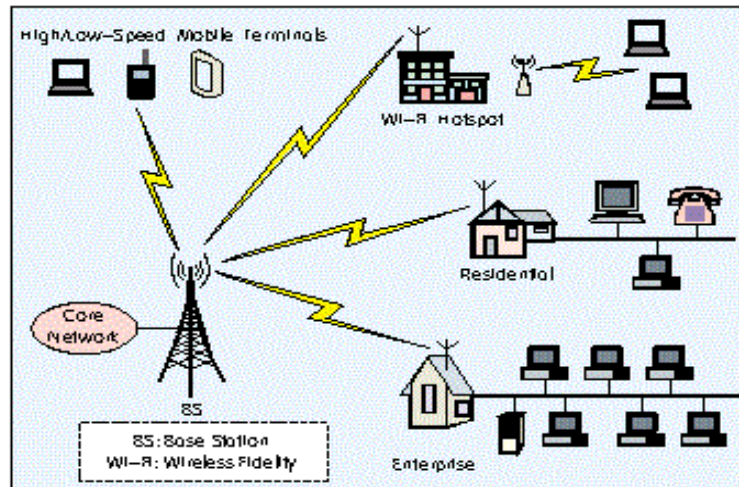 High/Low-Speed Mobile Terminals
Wi-Fi Hotspot
Residential
Core
Network
BS
BS: Base Station
Wi-Fi: Wireless Fidelity
Enterprise